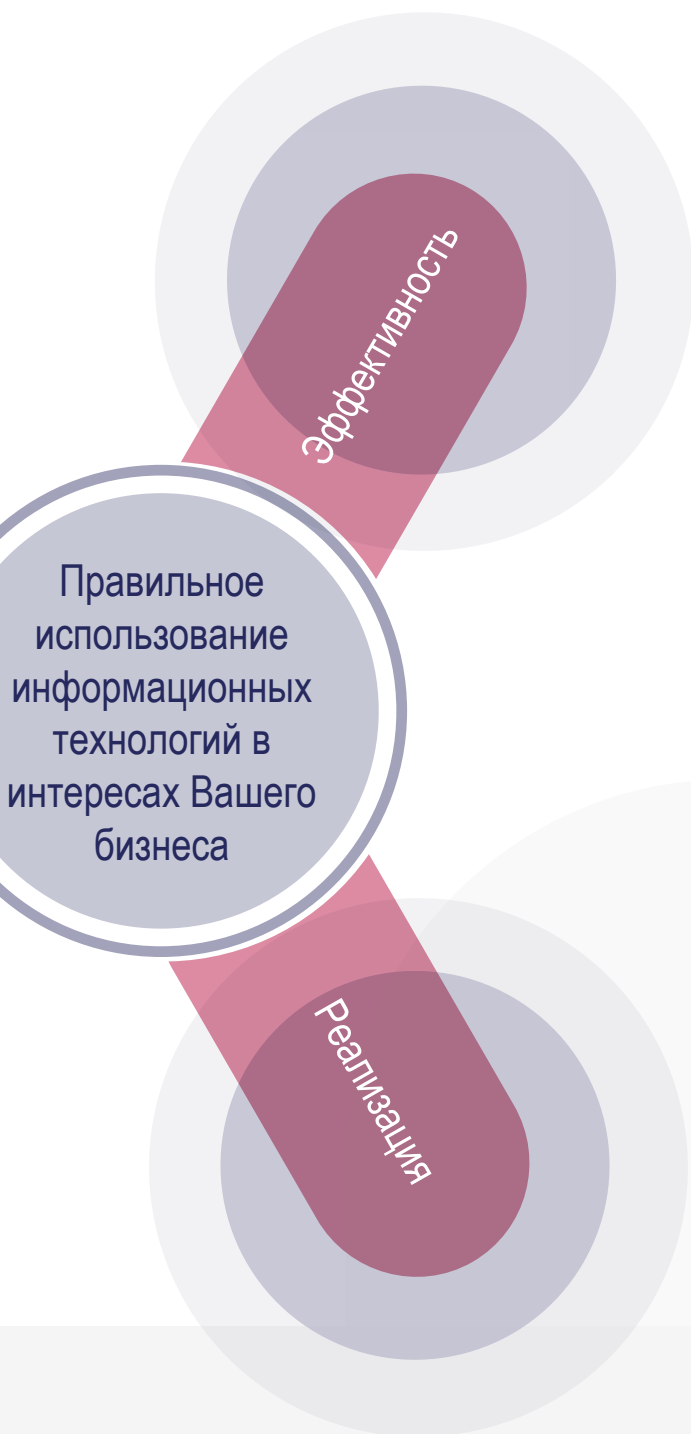 Эффективность
Правильное
использование
информационных
технологий в
интересах Вашего
бизнеса
Реализация